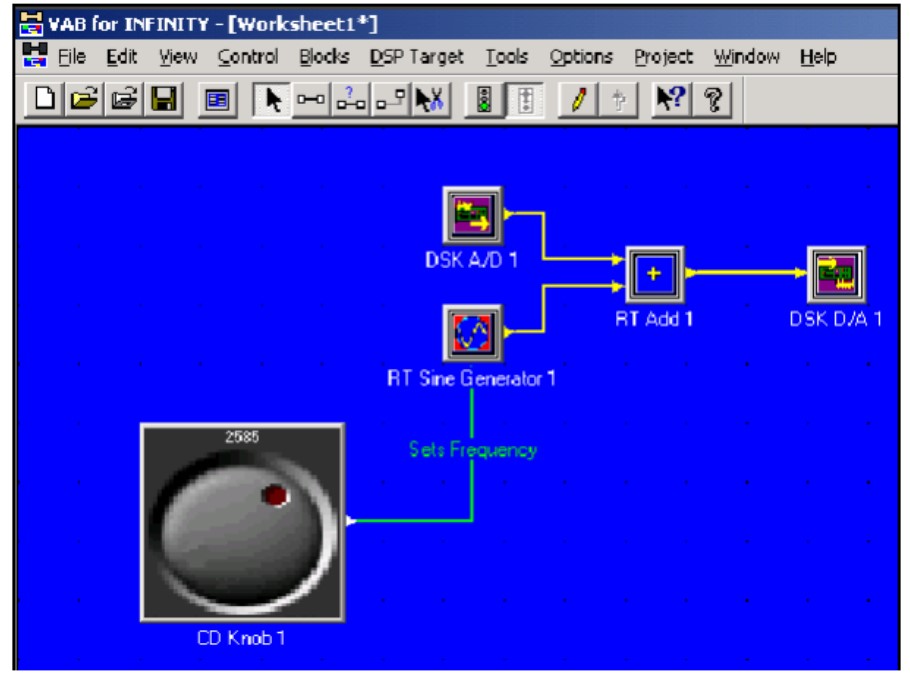 VAB for INFINITY - [Worksheet1*]
File Edit View Control Blocks DSP Target Tools Options Project Window Help
DSK A/D 1
RT Add 1
DSK D/A 1
RT Sine Generator 1
2585
Sets Frequency
CD Knob 1